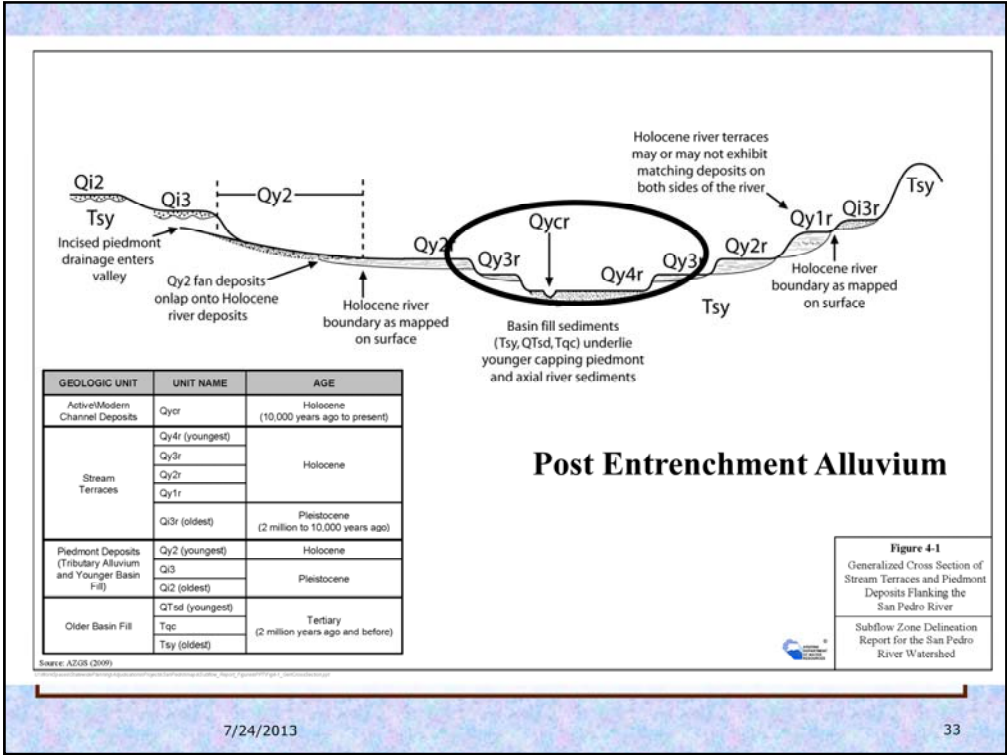 Holocene river terraces
may or may not exhibit
matching deposits on
both sides of the river
Qi2
Qi3
Qy2
Qycr
Qy1r
Qi3r
Tsy
Tsy
Incised piedmont
drainage enters
valley
Qy2r
Qy3r
Qy4r
Qy3r
Qy2r
Tsy
Qy2 fan deposits
onlap onto Holocene
river deposits
Holocene river
boundary as mapped
on surface
Basin fill sediments
(Tsy, QTsd, Tqc) underlie
younger capping piedmont
and axial river sediments
Holocene river
boundary as mapped
on surface
GEOLOGIC UNIT UNIT NAME AGE
Active\Modern
Channel Deposits
Qycr
Holocene
(10,000 years ago to present)
Stream
Terraces
Qy4r (youngest)
Qy3r
Qy2r
Qy1r
Holocene
Qi3r (oldest)
Pleistocene
(2 million to 10,000 years ago)
Piedmont Deposits
(Tributary Alluvium
and Younger Basin
Fill)
Qy2 (youngest)
Holocene
Qi3
Qi2 (oldest)
Pleistocene
Older Basin Fill
QTsd (youngest)
Tqc
Tsy (oldest)
Tertiary
(2 million years ago and before)
Source: AZGS (2009)
Post Entrenchment Alluvium
Figure 4-1
Generalized Cross Section of
Stream Terraces and Piedmont
Deposits Flanking the
San Pedro River
Subflow Zone Delineation
Report for the San Pedro
River Watershed
7/24/2013
33